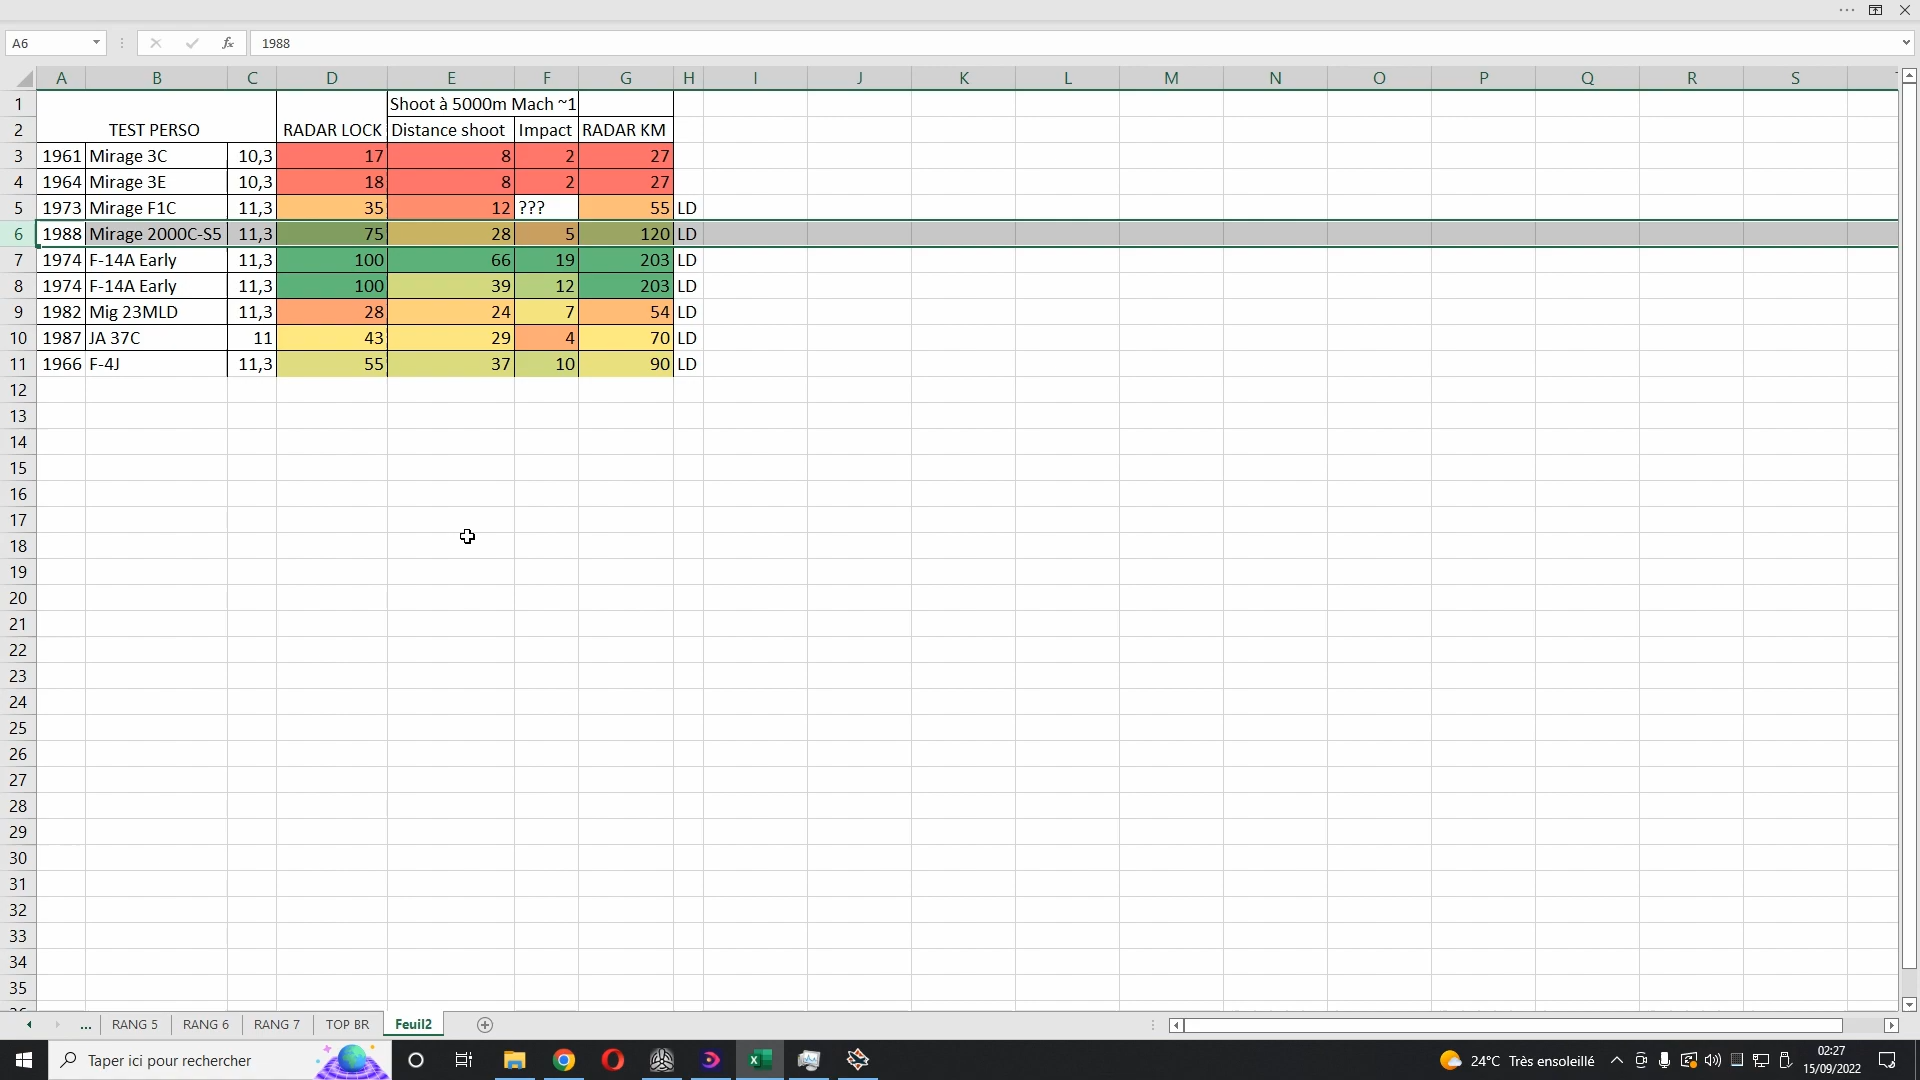 A6
fx
1988
A B C D E F G H I J K L M N O P Q R S
1 Shoot à 5000m Mach ~1
2 TEST PERSO RADAR LOCK Distance shoot Impact RADAR KM
3 1961 Mirage 3C 10,3 17 8 2 27
4 1964 Mirage 3E 10,3 18 8 2 27
5 1973 Mirage F1C 11,3 35 12 ??? 55 LD
6 1988 Mirage 2000C-S5 11,3 75 28 5 120 LD
7 1974 F-14A Early 11,3 100 66 19 203 LD
8 1974 F-14A Early 11,3 100 39 12 203 LD
9 1982 Mig 23MLD 11,3 28 24 7 54 LD
10 1987 JA 37C 11 43 29 4 70 LD
11 1966 F-4J 11,3 55 37 10 90 LD
12
13
14
15
16
17
18
19
20
21
22
23
24
25
26
27
28
29
30
31
32
33
34
35
... RANG 5 RANG 6 RANG 7 TOP BR Feuil2
Taper ici pour rechercher
24°C Très ensoleillé
02:27
15/09/2022